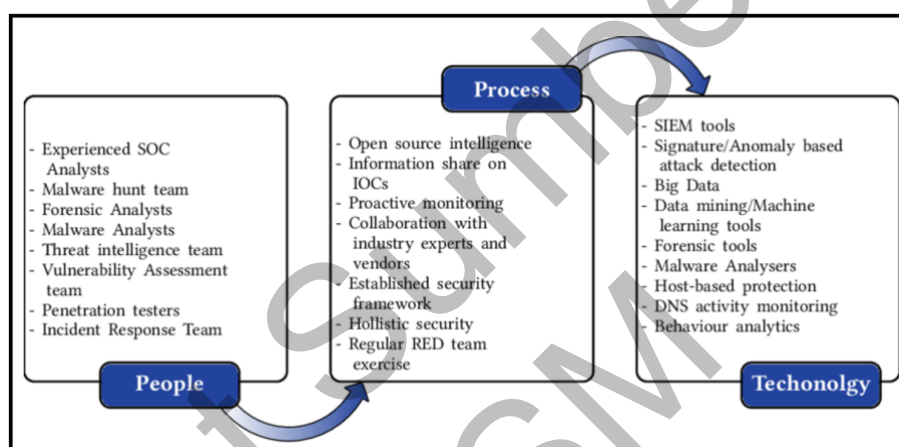 Process
- Experienced SOC
Analysts
- Malware hunt team
- Forensic Analysts
- Malware Analysts
- Threat intelligence team
- Vulnerability Assessment
team
- Penetration testers
- Incident Response Team
People
- Open source intelligence
- Information share on
IOCs
- Proactive monitoring
- Collaboration with
industry experts and
vendors
- Established security
framework
- Hollistic security
- Regular RED team
exercise
- SIEM tools
- Signature/Anomaly based
attack detection
- Big Data
- Data mining/Machine
learning tools
- Forensic tools
- Malware Analysers
- Host-based protection
- DNS activity monitoring
- Behaviour analytics
Techonolgy